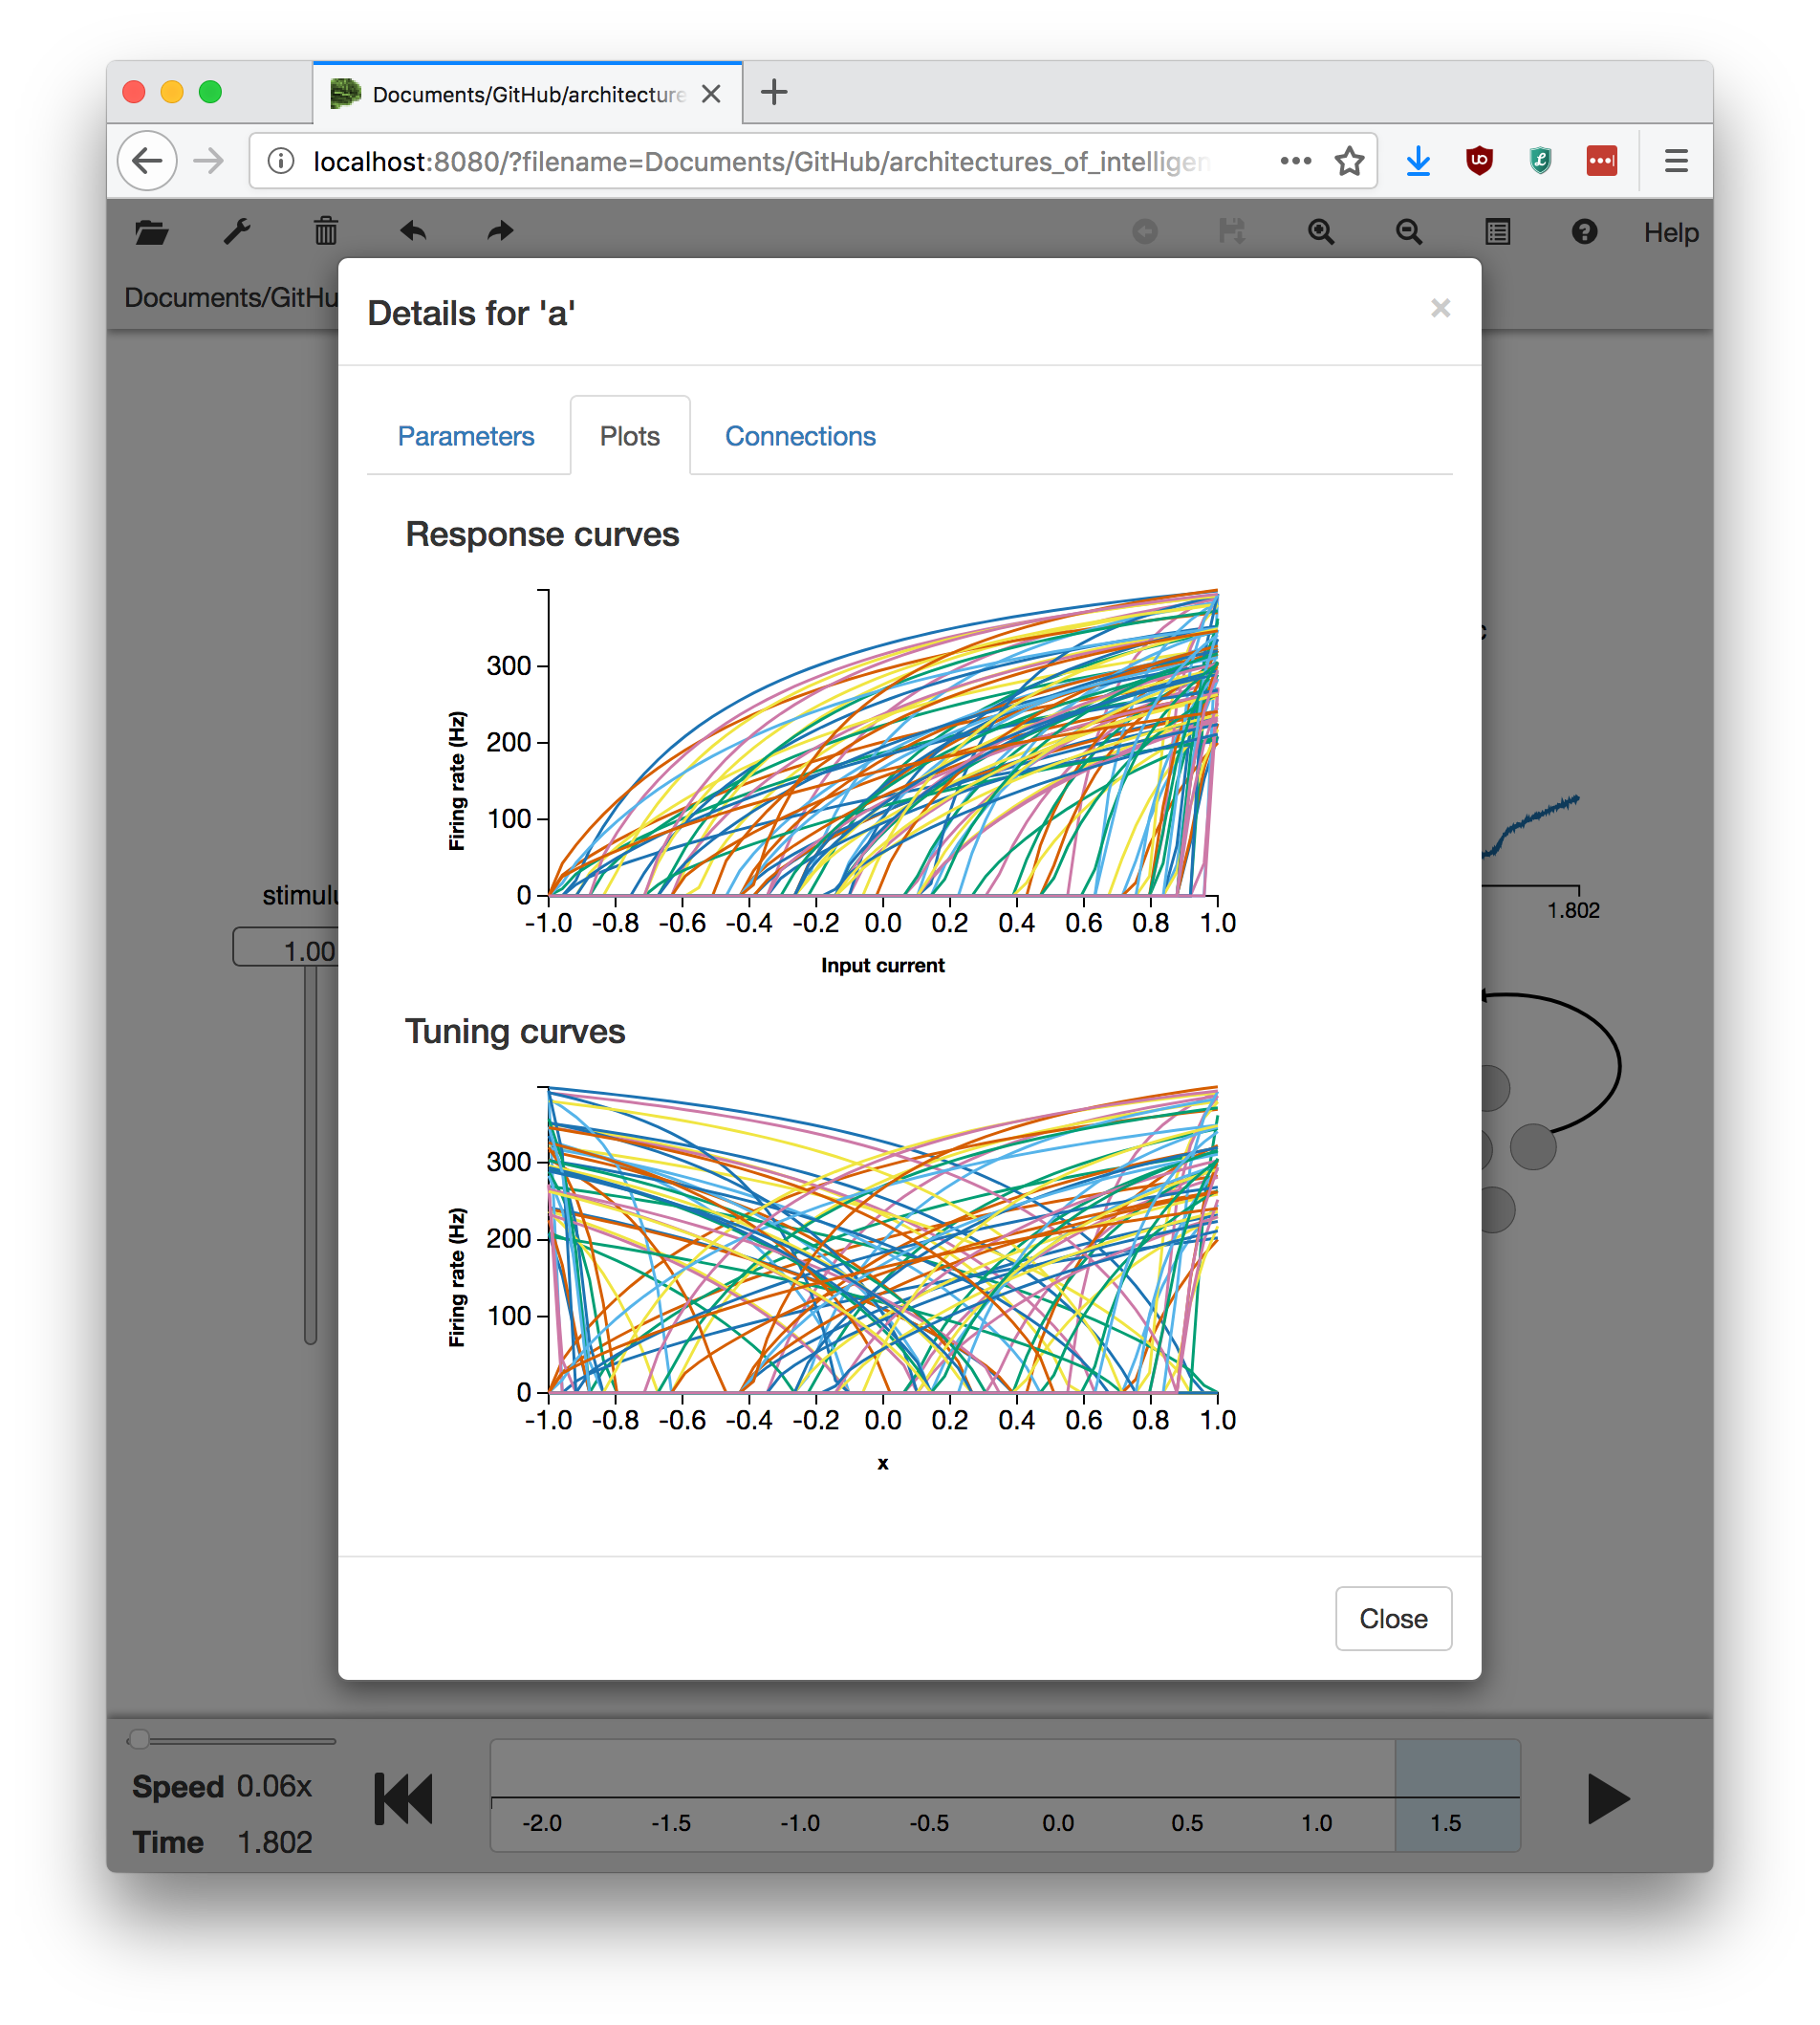 Documents/GitHub/architecture
localhost:8080/?filename=Documents/GitHub/architectures_of_intelligen
Help
Documents/GitHu
Details for 'a'
×
Parameters
Plots
Connections
Response curves
300
200
100
0
Firing rate (Hz)
-1.0 -0.8 -0.6 -0.4 -0.2 0.0 0.2 0.4 0.6 0.8 1.0
Input current
Tuning curves
300
200
100
0
Firing rate (Hz)
-1.0 -0.8 -0.6 -0.4 -0.2 0.0 0.2 0.4 0.6 0.8 1.0
x
Close
stimulu
1.00
1.802
Speed 0.06x
Time 1.802
-2.0 -1.5 -1.0 -0.5 0.0 0.5 1.0 1.5